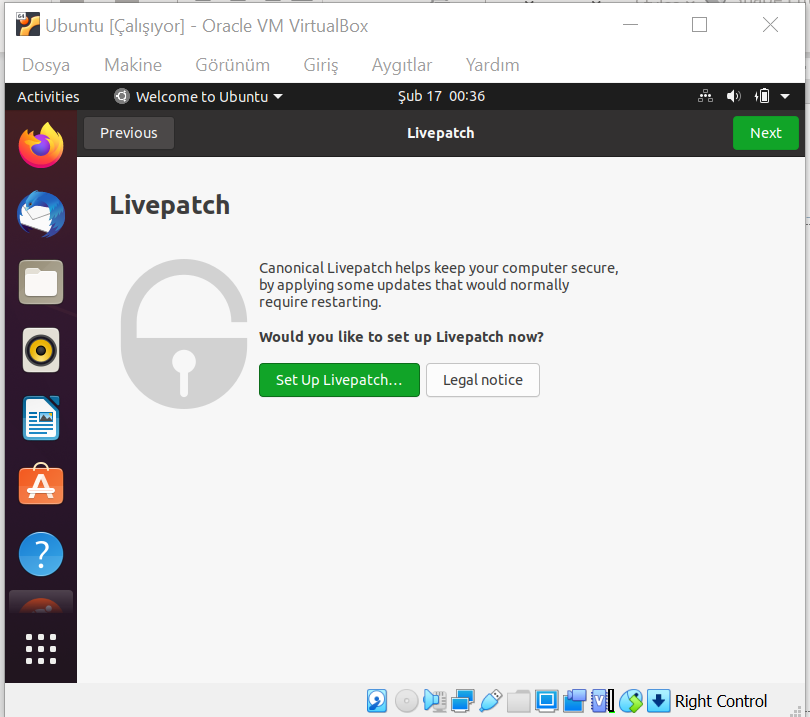 Ubuntu [Çalışıyor] - Oracle VM VirtualBox
Dosya Makine Görünüm Giriş Aygıtlar Yardım
Activities Welcome to Ubuntu Şub 17 00:36
Previous Livepatch Next
Livepatch
Canonical Livepatch helps keep your computer secure,
by applying some updates that would normally
require restarting.
Would you like to set up Livepatch now?
Set Up Livepatch… Legal notice
Right Control